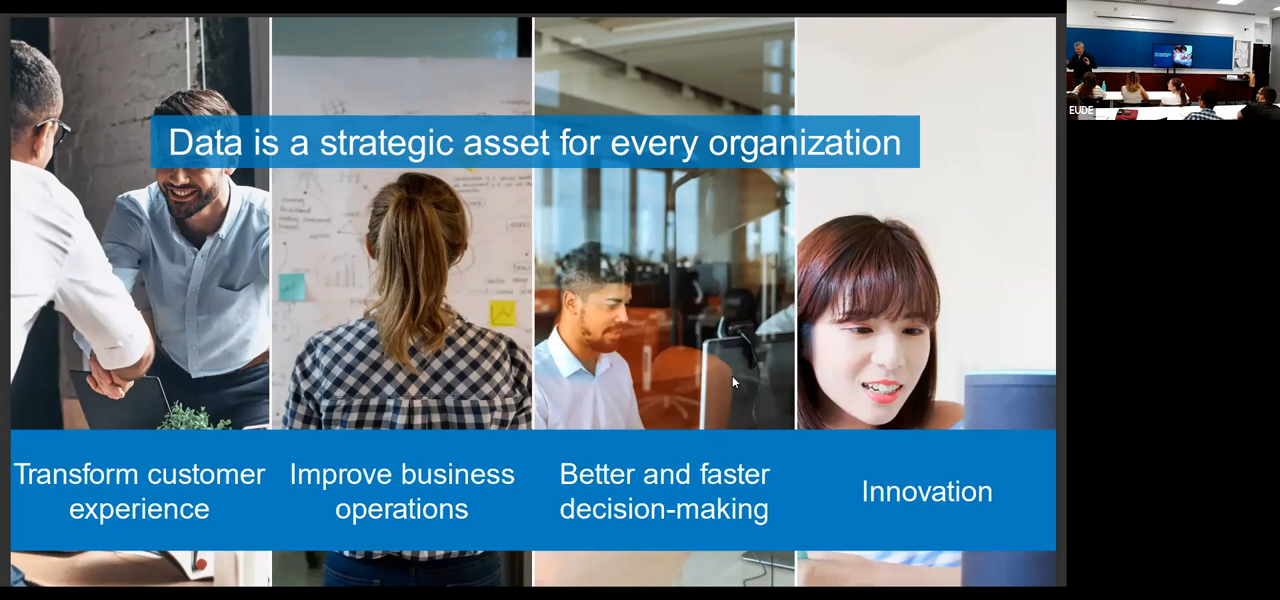 Data is a strategic asset for every organization
Transform customer
experience
Improve business
operations
Better and faster
decision-making
Innovation
EUDE